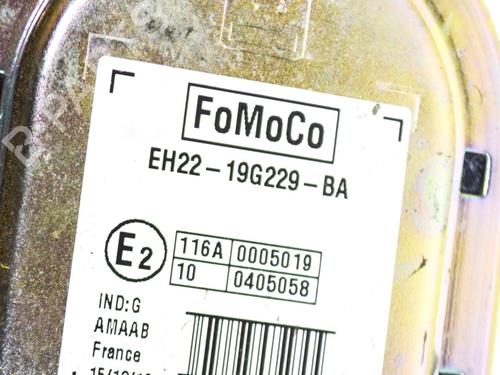 FoMoCo
EH22-19G229-BA
E2
116A 0005019
10 0405058
IND:G
AMAAB
France